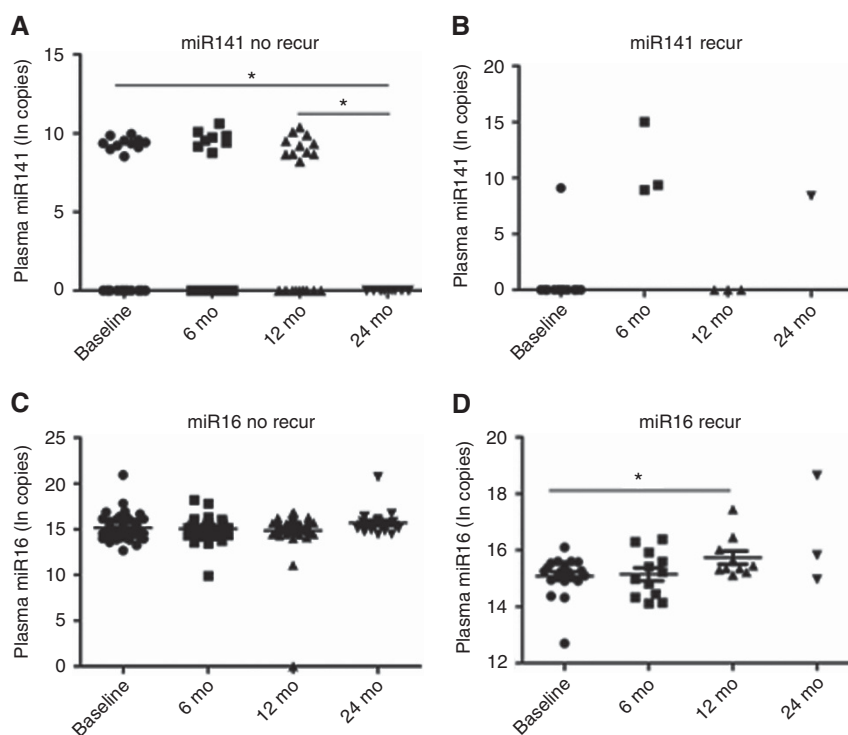 A
miR141 no recur
Plasma miR141 (ln copies)
15
10
5
0
*
*
Baseline
6 mo
12 mo
24 mo
B
miR141 recur
Plasma miR141 (ln copies)
20
15
10
5
0
Baseline
6 mo
12 mo
24 mo
C
miR16 no recur
Plasma miR16 (ln copies)
25
20
15
10
5
0
Baseline
6 mo
12 mo
24 mo
D
miR16 recur
Plasma miR16 (ln copies)
20
18
16
14
12
*
Baseline
6 mo
12 mo
24 mo